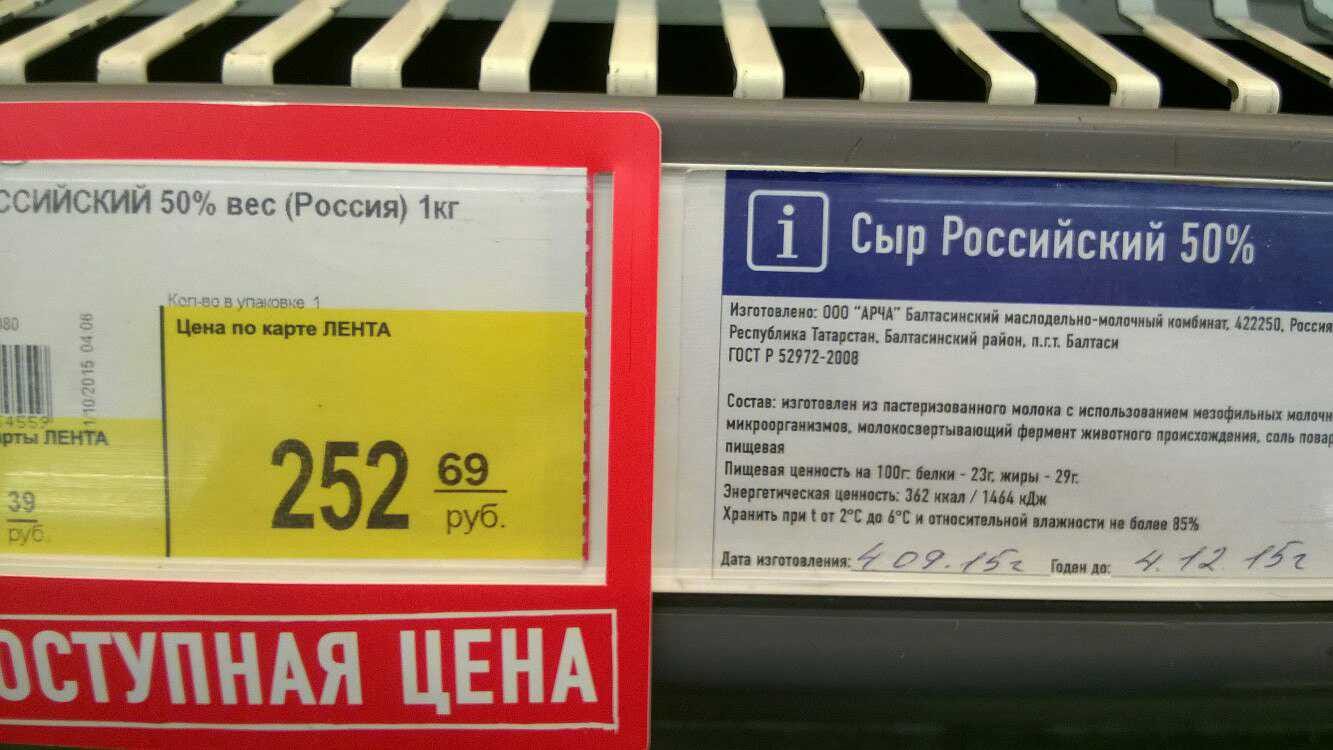 ССИЙСКИЙ 50% вес (Россия) 1кг
Кол-во в упаковке 1
080
10/2015 04:06
Цена по карте ЛЕНТА
рты ЛЕНТА
252 69 руб.
39
руб.
ОСТУПНАЯ ЦЕНА
i Сыр Российский 50%
Изготовлено: ООО "АРЧА" Балтасинский маслодельно-молочный комбинат, 422250, Россия
Республика Татарстан, Балтасинский район, п.г.т. Балтаси
ГОСТ Р 52972-2008
Состав: изготовлен из пастеризованного молока с использованием мезофильных молочн
микроорганизмов, молокосвертывающий фермент животного происхождения, соль повар
пищевая
Пищевая ценность на 100г: белки - 23г, жиры - 29г.
Энергетическая ценность: 362 ккал / 1464 кДж
Хранить при t от 2°С до 6°С и относительной влажности не более 85%
Дата изготовления: 4 09.15г Годен до: 4.12.15г